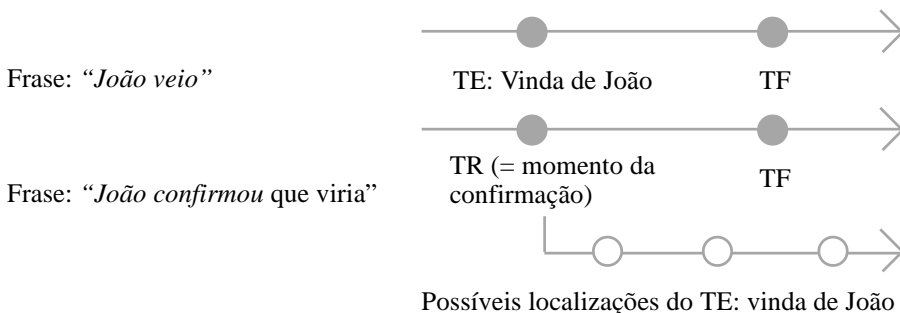 Frase: “João veio”
TE: Vinda de João
TF
Frase: “João confirmou que viria”
TR (= momento da
confirmação)
TF
Possíveis localizações do TE: vinda de João